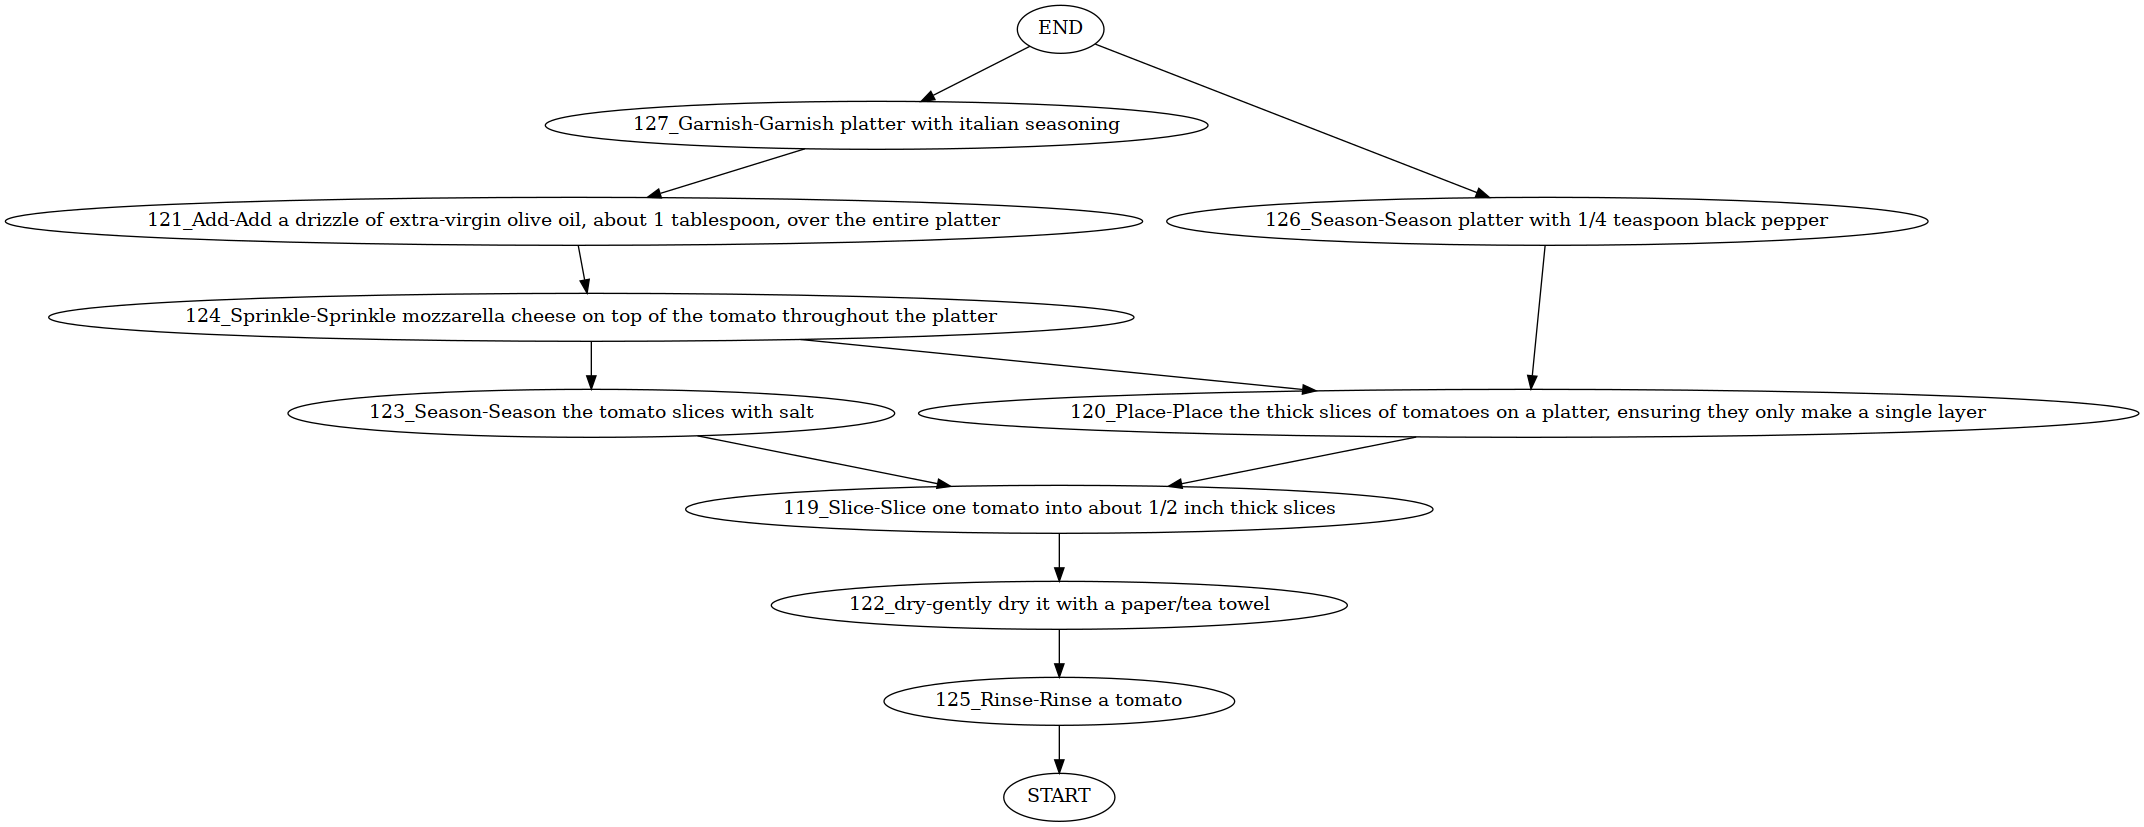 END
127_Garnish-Garnish platter with italian seasoning
121_Add-Add a drizzle of extra-virgin olive oil, about 1 tablespoon, over the entire platter
126_Season-Season platter with 1/4 teaspoon black pepper
124_Sprinkle-Sprinkle mozzarella cheese on top of the tomato throughout the platter
123_Season-Season the tomato slices with salt
120_Place-Place the thick slices of tomatoes on a platter, ensuring they only make a single layer
119_Slice-Slice one tomato into about 1/2 inch thick slices
122_dry-gently dry it with a paper/tea towel
125_Rinse-Rinse a tomato
START